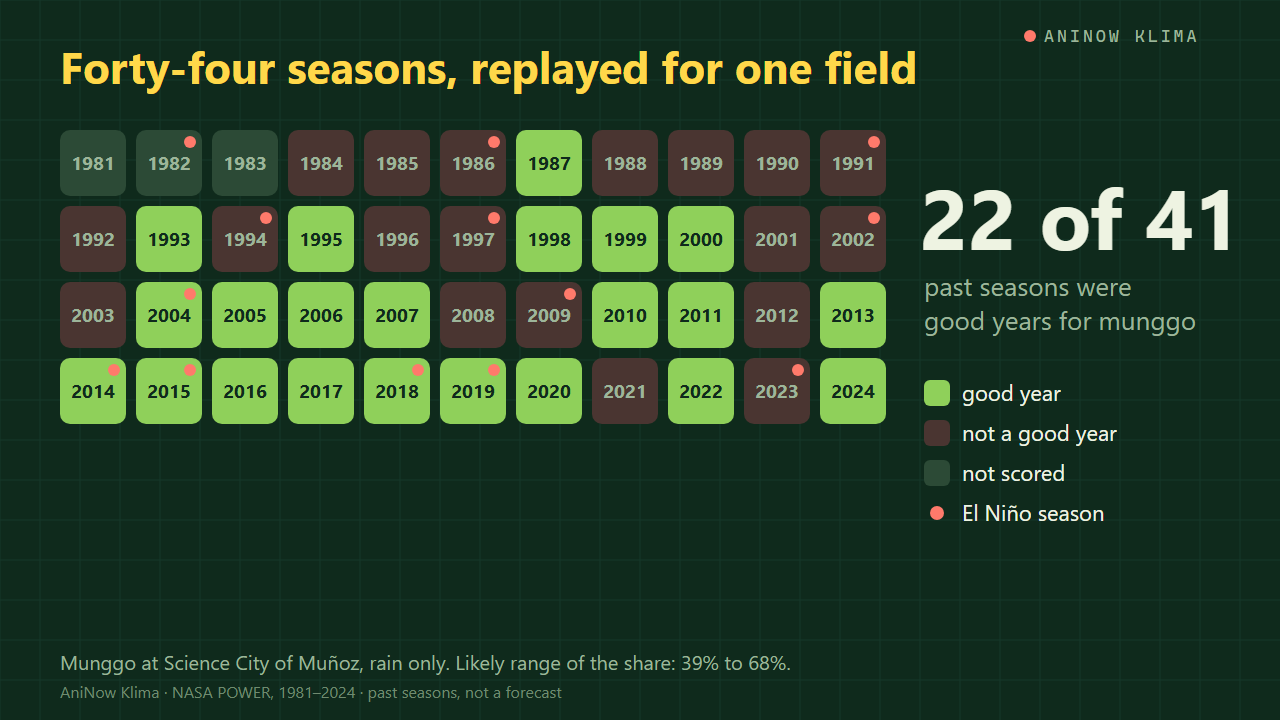 ANINOW KLIMA
Forty-four seasons, replayed for one field
1981 1982 1983 1984 1985 1986 1987 1988 1989 1990 1991
1992 1993 1994 1995 1996 1997 1998 1999 2000 2001 2002
2003 2004 2005 2006 2007 2008 2009 2010 2011 2012 2013
2014 2015 2016 2017 2018 2019 2020 2021 2022 2023 2024
22 of 41
past seasons were
good years for munggo
good year
not a good year
not scored
El Niño season
Munggo at Science City of Muñoz, rain only. Likely range of the share: 39% to 68%.
AniNow Klima · NASA POWER, 1981–2024 · past seasons, not a forecast